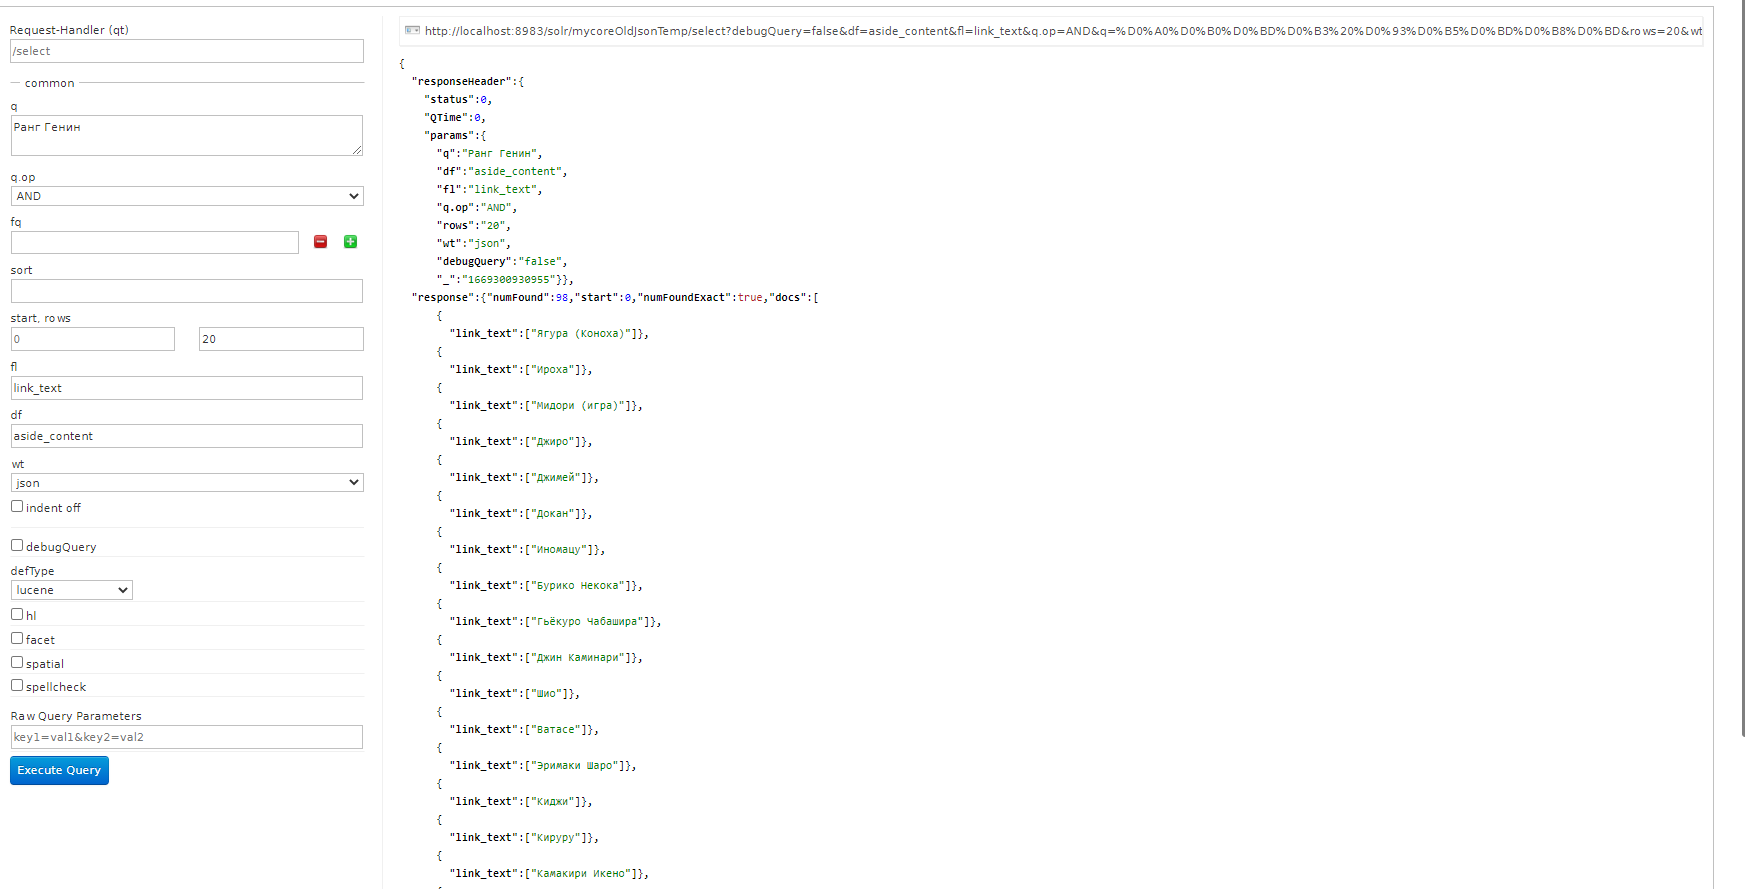 Request-Handler (qt)
/select
common
q
Ранг Генин
q.op
AND
fq
sort
start, rows
0
20
fl
link_text
df
aside_content
wt
json
indent off
debugQuery
defType
lucene
hl
facet
spatial
spellcheck
Raw Query Parameters
key1=val1&key2=val2
Execute Query
http://localhost:8983/solr/mycoreOldJsonTemp/select?debugQuery=false&df=aside_content&fl=link_text&q.op=AND&q=%D0%A0%D0%B0%D0%BD%D0%B3%20%D0%93%D0%B5%D0%BD%D0%B8%D0%BD&rows=20&wt
{
"responseHeader":{
"status":0,
"QTime":0,
"params":{
"q":"Ранг Генин",
"df":"aside_content",
"fl":"link_text",
"q.op":"AND",
"rows":"20",
"wt":"json",
"debugQuery":"false",
"_":"1669300930955"}},
"response":{"numFound":98,"start":0,"numFoundExact":true,"docs":[
{
"link_text":["Ягура (Коноха)"]},
{
"link_text":["Ироха"]},
{
"link_text":["Мидори (игра)"]},
{
"link_text":["Джиро"]},
{
"link_text":["Джимей"]},
{
"link_text":["Докан"]},
{
"link_text":["Иномацу"]},
{
"link_text":["Бурико Некока"]},
{
"link_text":["Гьёкуро Чабашира"]},
{
"link_text":["Джин Каминари"]},
{
"link_text":["Шио"]},
{
"link_text":["Ватасе"]},
{
"link_text":["Эримаки Шаро"]},
{
"link_text":["Киджи"]},
{
"link_text":["Кируру"]},
{
"link_text":["Камакири Икено"]},